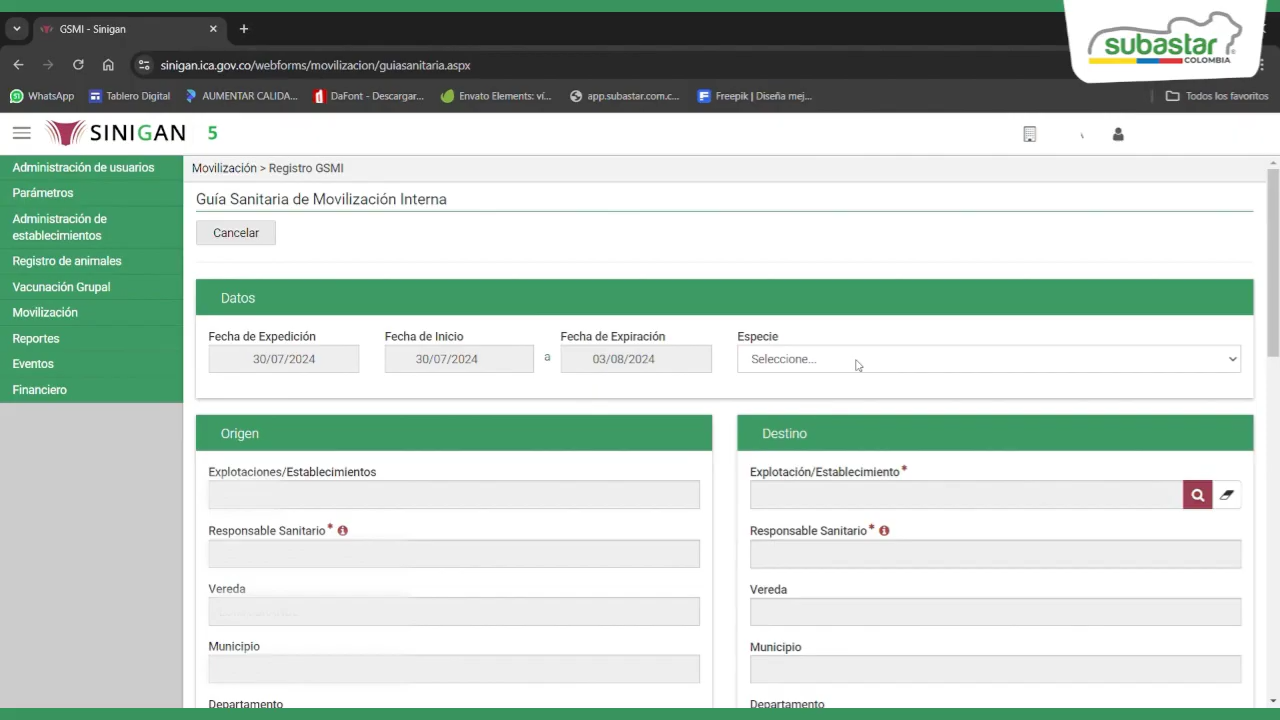 GSMI - Sinigan
subastar
COLOMBIA
sinigan.ica.gov.co/webforms/movilizacion/guiasanitaria.aspx
WhatsApp
Tablero Digital
AUMENTAR CALIDA...
DaFont - Descargar...
Envato Elements: ví...
app.subastar.com.c...
Freepik | Diseña mej...
Todos los favoritos
SINIGAN 5
Administración de usuarios
Parámetros
Administración de
establecimientos
Registro de animales
Vacunación Grupal
Movilización
Reportes
Eventos
Financiero
Movilización > Registro GSMI
Guía Sanitaria de Movilización Interna
Cancelar
Datos
Fecha de Expedición
Fecha de Inicio
Fecha de Expiración
Especie
30/07/2024
30/07/2024
a
03/08/2024
Seleccione...
Origen
Explotaciones/Establecimientos
Responsable Sanitario *
Vereda
Municipio
Departamento
Destino
Explotación/Establecimiento *
Responsable Sanitario *
Vereda
Municipio
Departamento